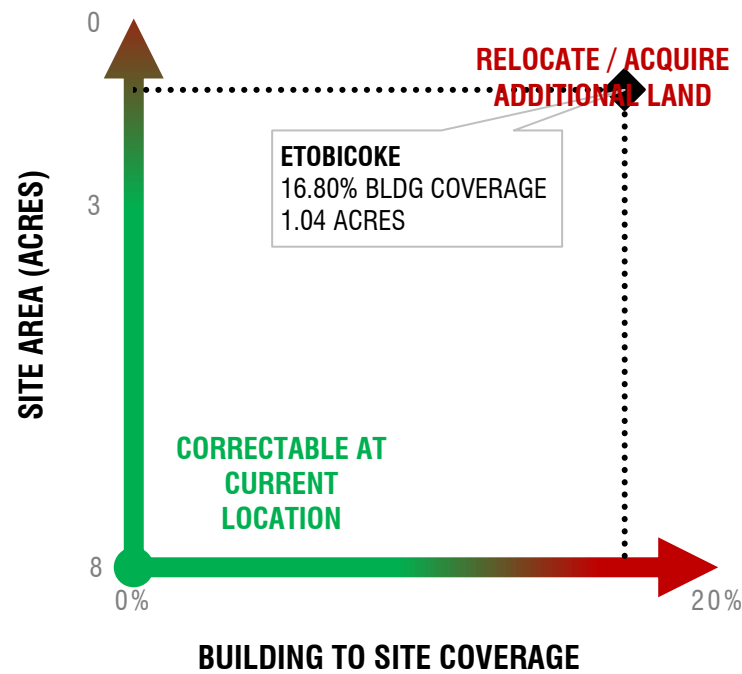 0
RELOCATE / ACQUIRE
ADDITIONAL LAND
ETOBICOKE
16.80% BLDG COVERAGE
1.04 ACRES
3
SITE AREA (ACRES)
CORRECTABLE AT
CURRENT
LOCATION
8
0%
20%
BUILDING TO SITE COVERAGE